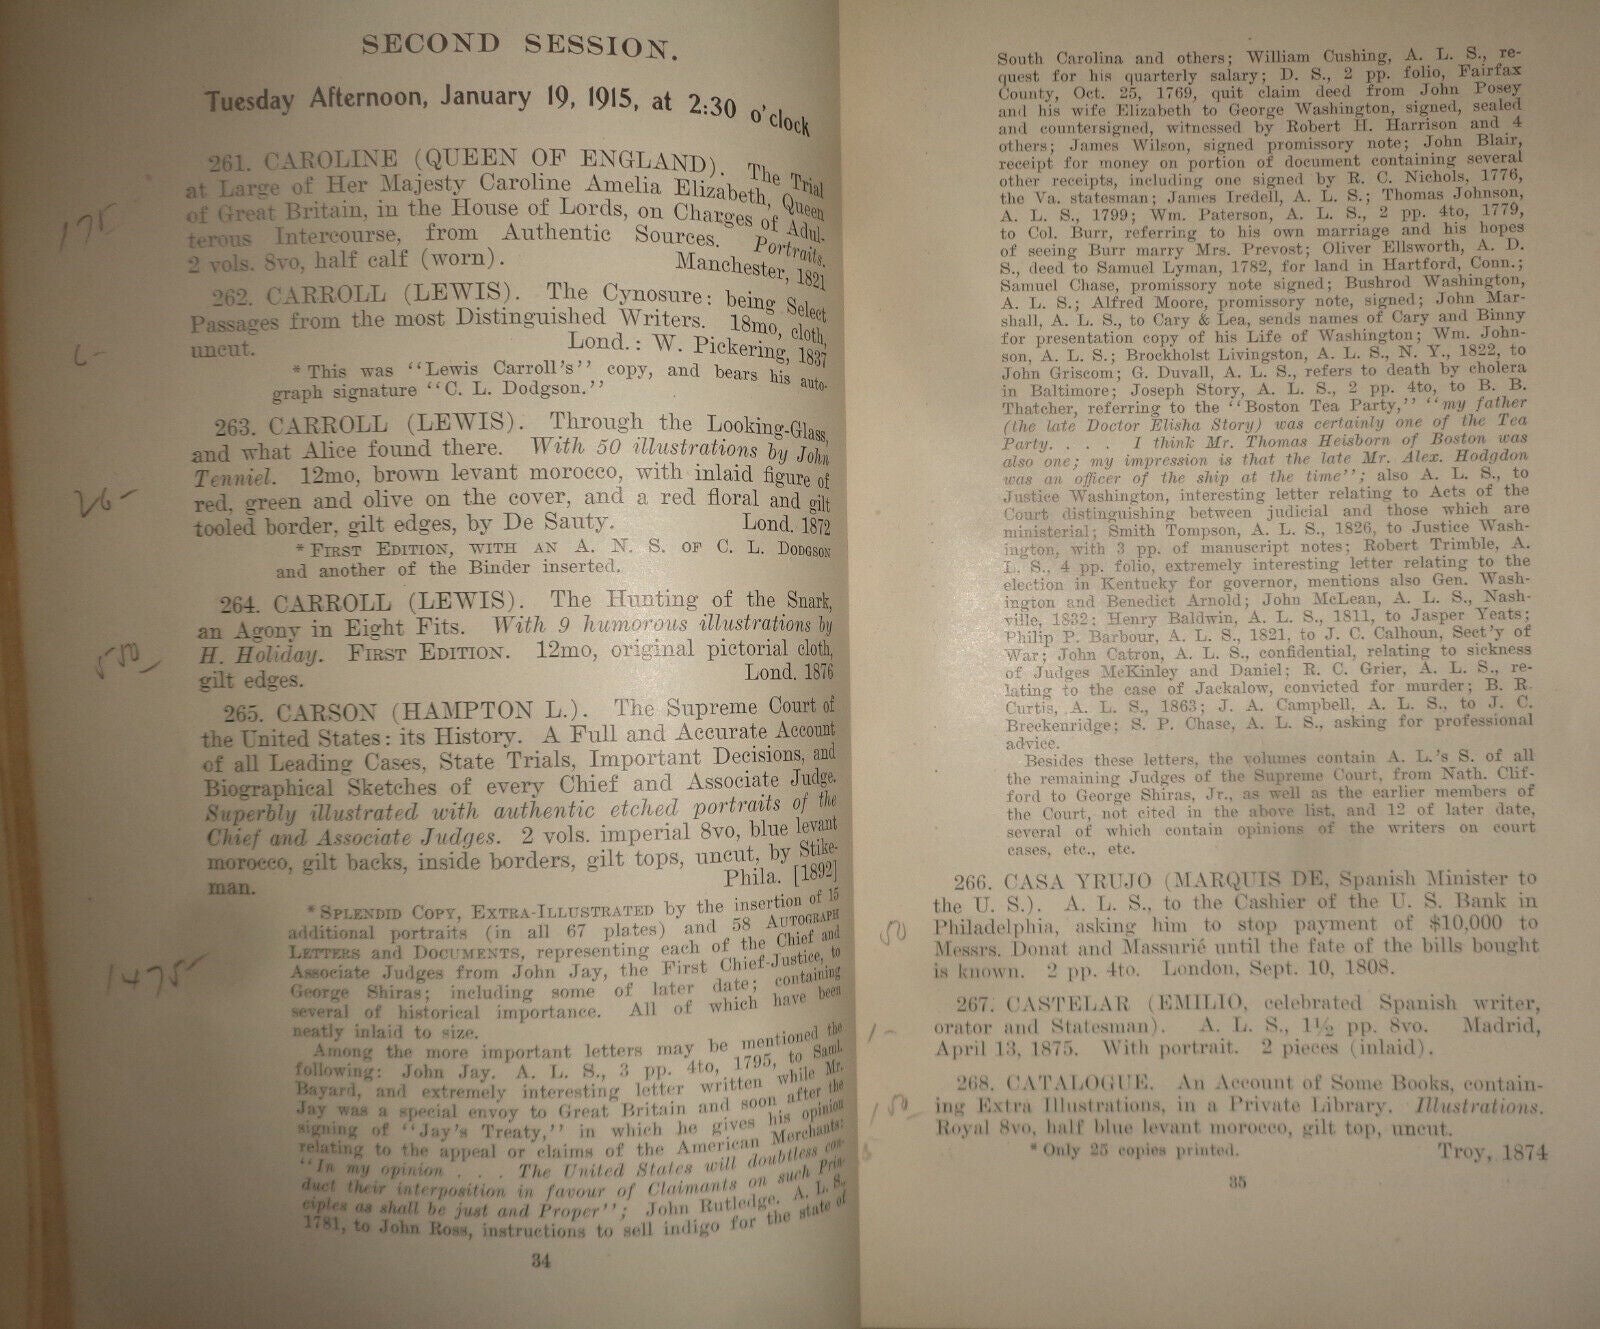 SECOND SESSION.
Tuesday Afternoon, January 19, 1915, at 2:30 o'clock
261. CAROLINE (QUEEN OF ENGLAND). The Trial
at Large of Her Majesty Caroline Amelia Elizabeth, Queen
of Great Britain, in the House of Lords, on Charges of Adul-
terous Intercourse, from Authentic Sources. Portraits.
2 vols. 8vo, half calf (worn). Manchester, 1821
175
262. CARROLL (LEWIS). The Cynosure: being Select
Passages from the most Distinguished Writers. 18mo, cloth,
uncut. Lond.: W. Pickering, 1837
6-
* This was "Lewis Carroll's" copy, and bears his auto-
graph signature "C. L. Dodgson."
263. CARROLL (LEWIS). Through the Looking-Glass,
and what Alice found there. With 50 illustrations by John
Tenniel. 12mo, brown levant morocco, with inlaid figure of
red, green and olive on the cover, and a red floral and gilt
tooled border, gilt edges, by De Sauty. Lond. 1872
26-
* FIRST EDITION, WITH AN A. N. S. OF C. L. DODGSON
and another of the Binder inserted.
264. CARROLL (LEWIS). The Hunting of the Snark,
an Agony in Eight Fits. With 9 humorous illustrations by
H. Holiday. FIRST EDITION. 12mo, original pictorial cloth,
gilt edges. Lond. 1876
550
265. CARSON (HAMPTON L.). The Supreme Court of
the United States: its History. A Full and Accurate Account
of all Leading Cases, State Trials, Important Decisions, and
Biographical Sketches of every Chief and Associate Judge.
Superbly illustrated with authentic etched portraits of the
Chief and Associate Judges. 2 vols. imperial 8vo, blue levant
morocco, gilt backs, inside borders, gilt tops, uncut, by Stike-
man. Phila. [1892]
* SPLENDID COPY, EXTRA-ILLUSTRATED by the insertion of 15
additional portraits (in all 67 plates) and 58 AUTOGRAPH
LETTERS and DOCUMENTS, representing each of the Chief and
Associate Judges from John Jay, the First Chief-Justice, to
George Shiras; including some of later date; containing
several of historical importance. All of which have been
neatly inlaid to size.
1475
Among the more important letters may be mentioned the
following: John Jay. A. L. S., 3 pp. 4to, 1795, to Saml.
Bayard, and extremely interesting letter written while Mr.
Jay was a special envoy to Great Britain and soon after the
signing of "Jay's Treaty," in which he gives his opinion
relating to the appeal or claims of the American Merchants:
"In my opinion . . . The United States will doubtless con-
duct their interposition in favour of Claimants on such Prin-
ciples as shall be just and Proper"; John Rutledge. A. L. S.,
1781, to John Ross, instructions to sell indigo for the state of
34
South Carolina and others; William Cushing, A. L. S., re-
quest for his quarterly salary; D. S., 2 pp. folio, Fairfax
County, Oct. 25, 1769, quit claim deed from John Posey
and his wife Elizabeth to George Washington, signed, sealed
and countersigned, witnessed by Robert H. Harrison and 4
others; James Wilson, signed promissory note; John Blair,
receipt for money on portion of document containing several
other receipts, including one signed by R. C. Nichols, 1776,
the Va. statesman; James Iredell, A. L. S.; Thomas Johnson,
A. L. S., 1799; Wm. Paterson, A. L. S., 2 pp. 4to, 1779,
to Col. Burr, referring to his own marriage and his hopes
of seeing Burr marry Mrs. Prevost; Oliver Ellsworth, A. D.
S., deed to Samuel Lyman, 1782, for land in Hartford, Conn.;
Samuel Chase, promissory note signed; Bushrod Washington,
A. L. S.; Alfred Moore, promissory note, signed; John Mar-
shall, A. L. S., to Cary & Lea, sends names of Cary and Binny
for presentation copy of his Life of Washington; Wm. John-
son, A. L. S.; Brockholst Livingston, A. L. S., N. Y., 1822, to
John Griscom; G. Duvall, A. L. S., refers to death by cholera
in Baltimore; Joseph Story, A. L. S., 2 pp. 4to, to B. B.
Thatcher, referring to the "Boston Tea Party," "my father
(the late Doctor Elisha Story) was certainly one of the Tea
Party. . . . I think Mr. Thomas Heisborn of Boston was
also one; my impression is that the late Mr. Alex. Hodgdon
was an officer of the ship at the time"; also A. L. S., to
Justice Washington, interesting letter relating to Acts of the
Court distinguishing between judicial and those which are
ministerial; Smith Tompson, A. L. S., 1826, to Justice Wash-
ington, with 3 pp. of manuscript notes; Robert Trimble, A.
L. S., 4 pp. folio, extremely interesting letter relating to the
election in Kentucky for governor, mentions also Gen. Wash-
ington and Benedict Arnold; John McLean, A. L. S., Nash-
ville, 1832; Henry Baldwin, A. L. S., 1811, to Jasper Yeats;
Philip P. Barbour, A. L. S., 1821, to J. C. Calhoun, Sect'y of
War; John Catron, A. L. S., confidential, relating to sickness
of Judges McKinley and Daniel; R. C. Grier, A. L. S., re-
lating to the case of Jackalow, convicted for murder; B. R.
Curtis, A. L. S., 1863; J. A. Campbell, A. L. S., to J. C.
Breckenridge; S. P. Chase, A. L. S., asking for professional
advice.
Besides these letters, the volumes contain A. L.'s S. of all
the remaining Judges of the Supreme Court, from Nath. Clif-
ford to George Shiras, Jr., as well as the earlier members of
the Court, not cited in the above list, and 12 of later date,
several of which contain opinions of the writers on court
cases, etc., etc.
266. CASA YRUJO (MARQUIS DE, Spanish Minister to
the U. S.). A. L. S., to the Cashier of the U. S. Bank in
Philadelphia, asking him to stop payment of $10,000 to
Messrs. Donat and Massurié until the fate of the bills bought
is known. 2 pp. 4to. London, Sept. 10, 1808.
50
267. CASTELAR (EMILIO, celebrated Spanish writer,
orator and Statesman). A. L. S., 1½ pp. 8vo. Madrid,
April 13, 1875. With portrait. 2 pieces (inlaid).
1-
268. CATALOGUE. An Account of Some Books, contain-
ing Extra Illustrations, in a Private Library. Illustrations.
Royal 8vo, half blue levant morocco, gilt top, uncut.
150
* Only 25 copies printed. Troy, 1874
35